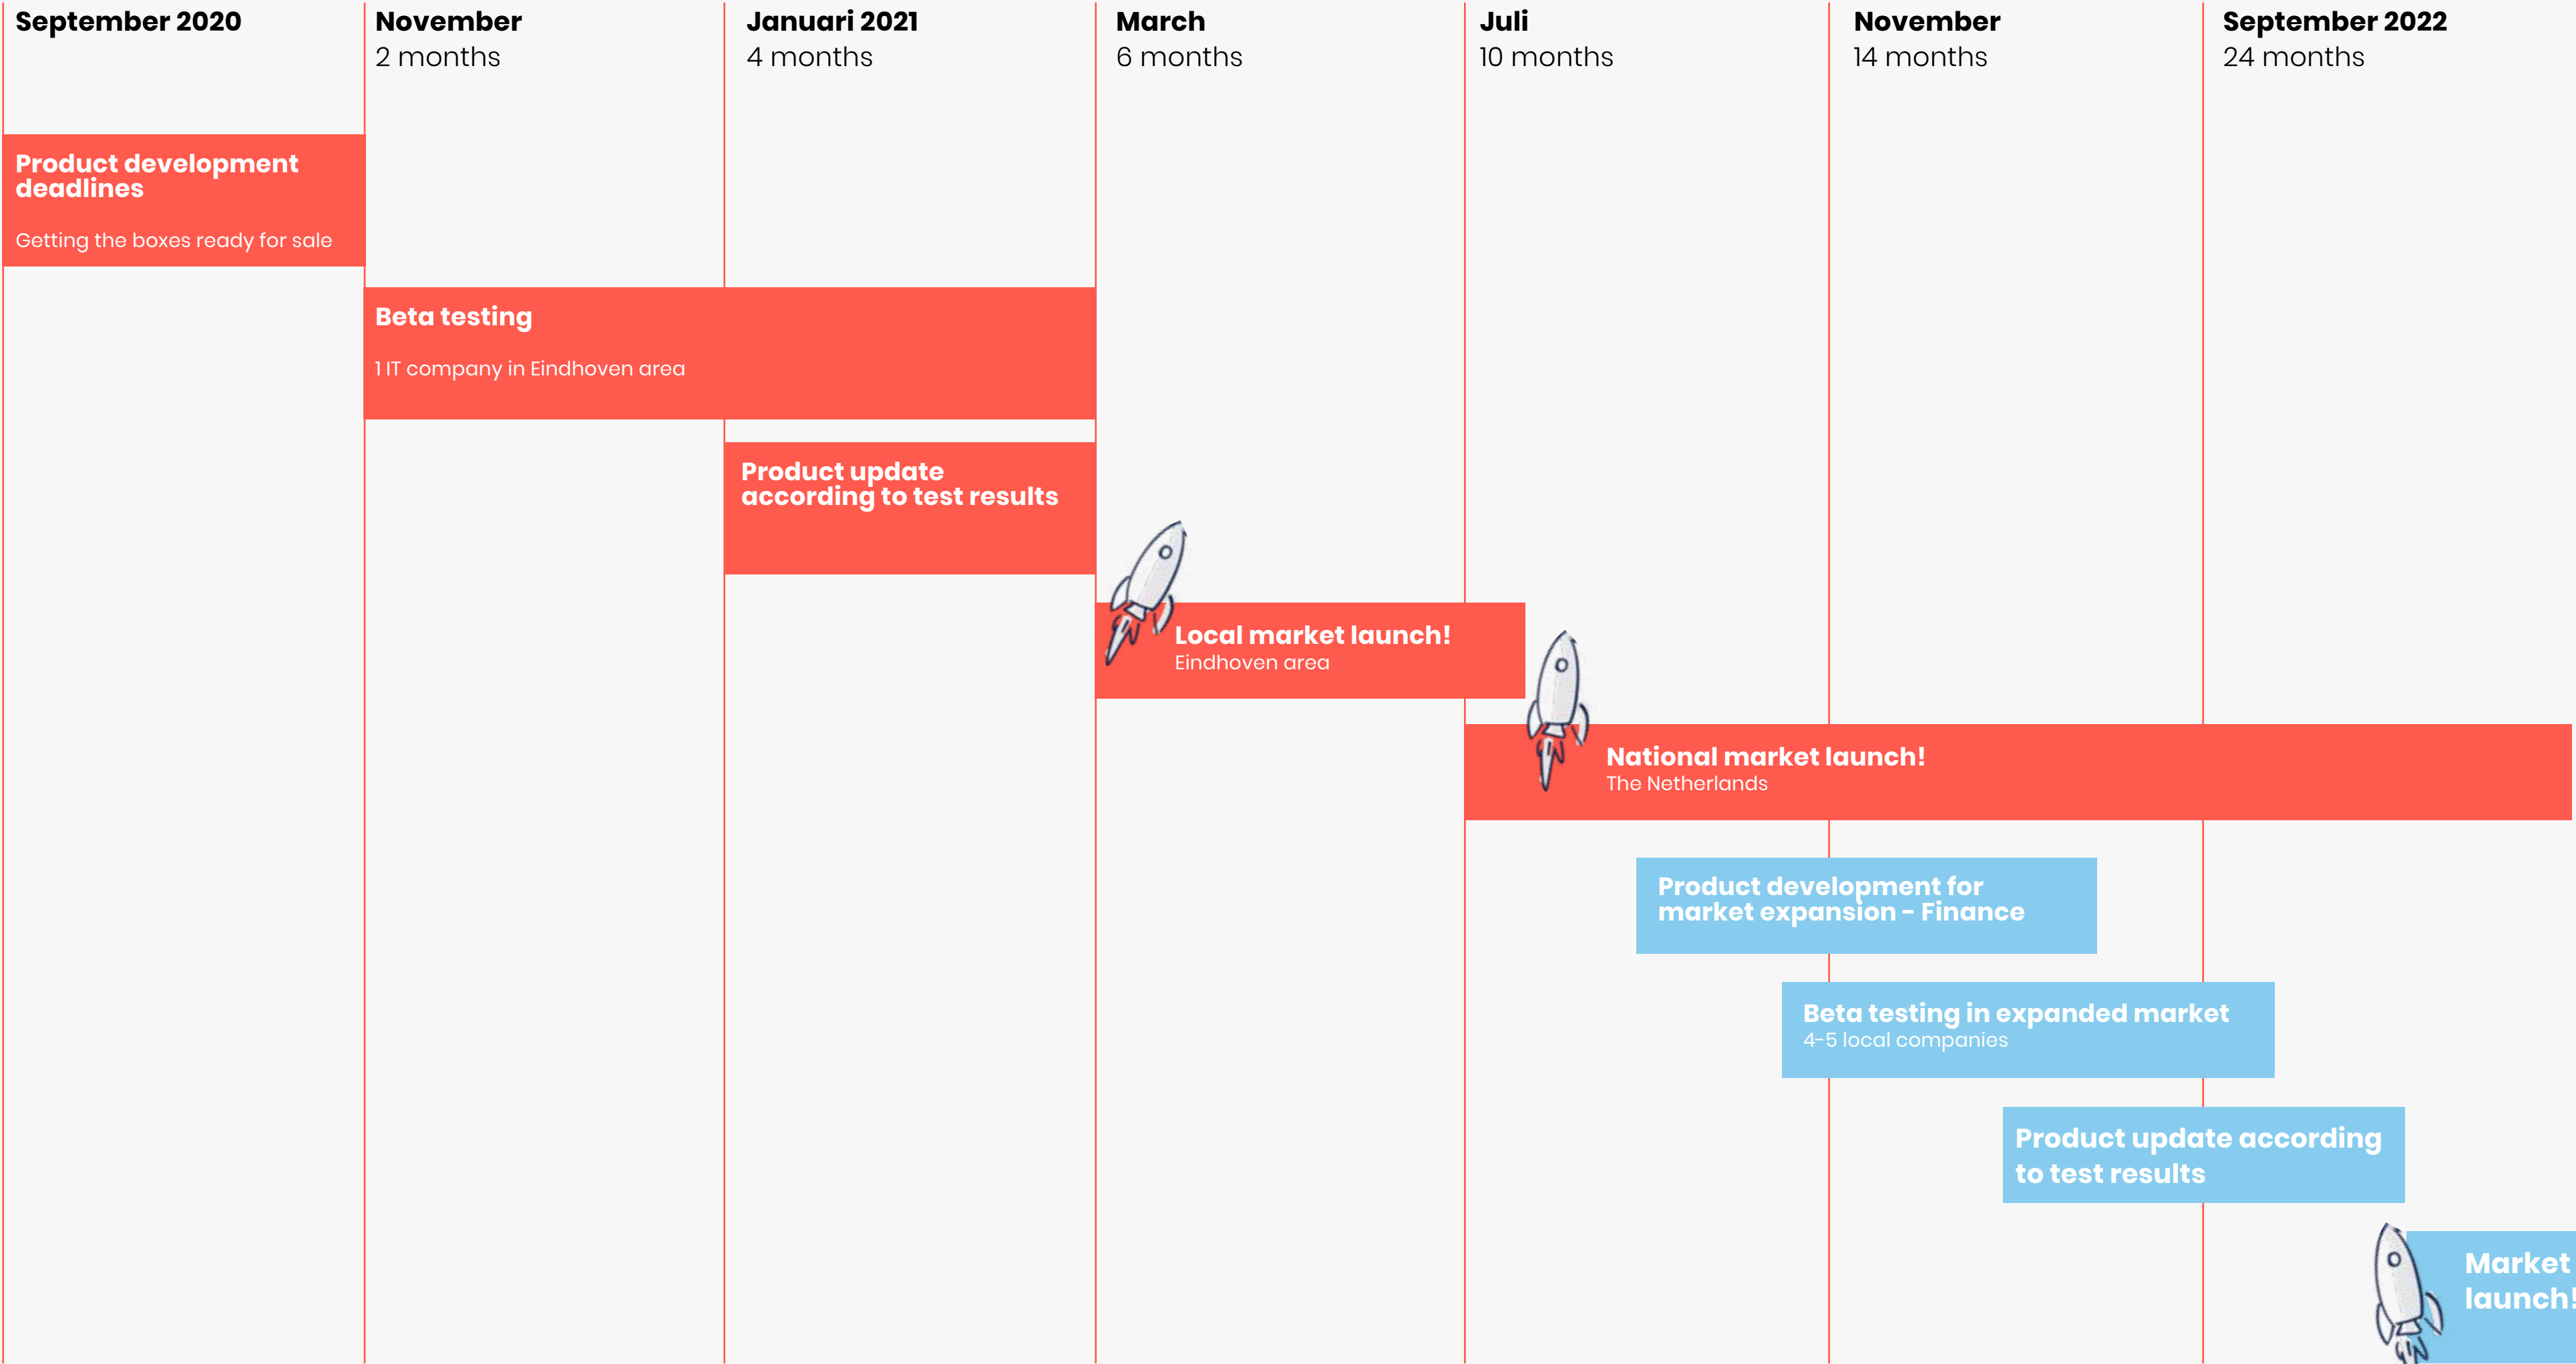 September 2020
November
2 months
Januari 2021
4 months
March
6 months
Juli
10 months
November
14 months
September 2022
24 months
Product development
deadlines
Getting the boxes ready for sale
Beta testing
1 IT company in Eindhoven area
Product update
according to test results
Local market launch!
Eindhoven area
National market launch!
The Netherlands
Product development for
market expansion - Finance
Beta testing in expanded market
4-5 local companies
Product update according
to test results
Market
launch!